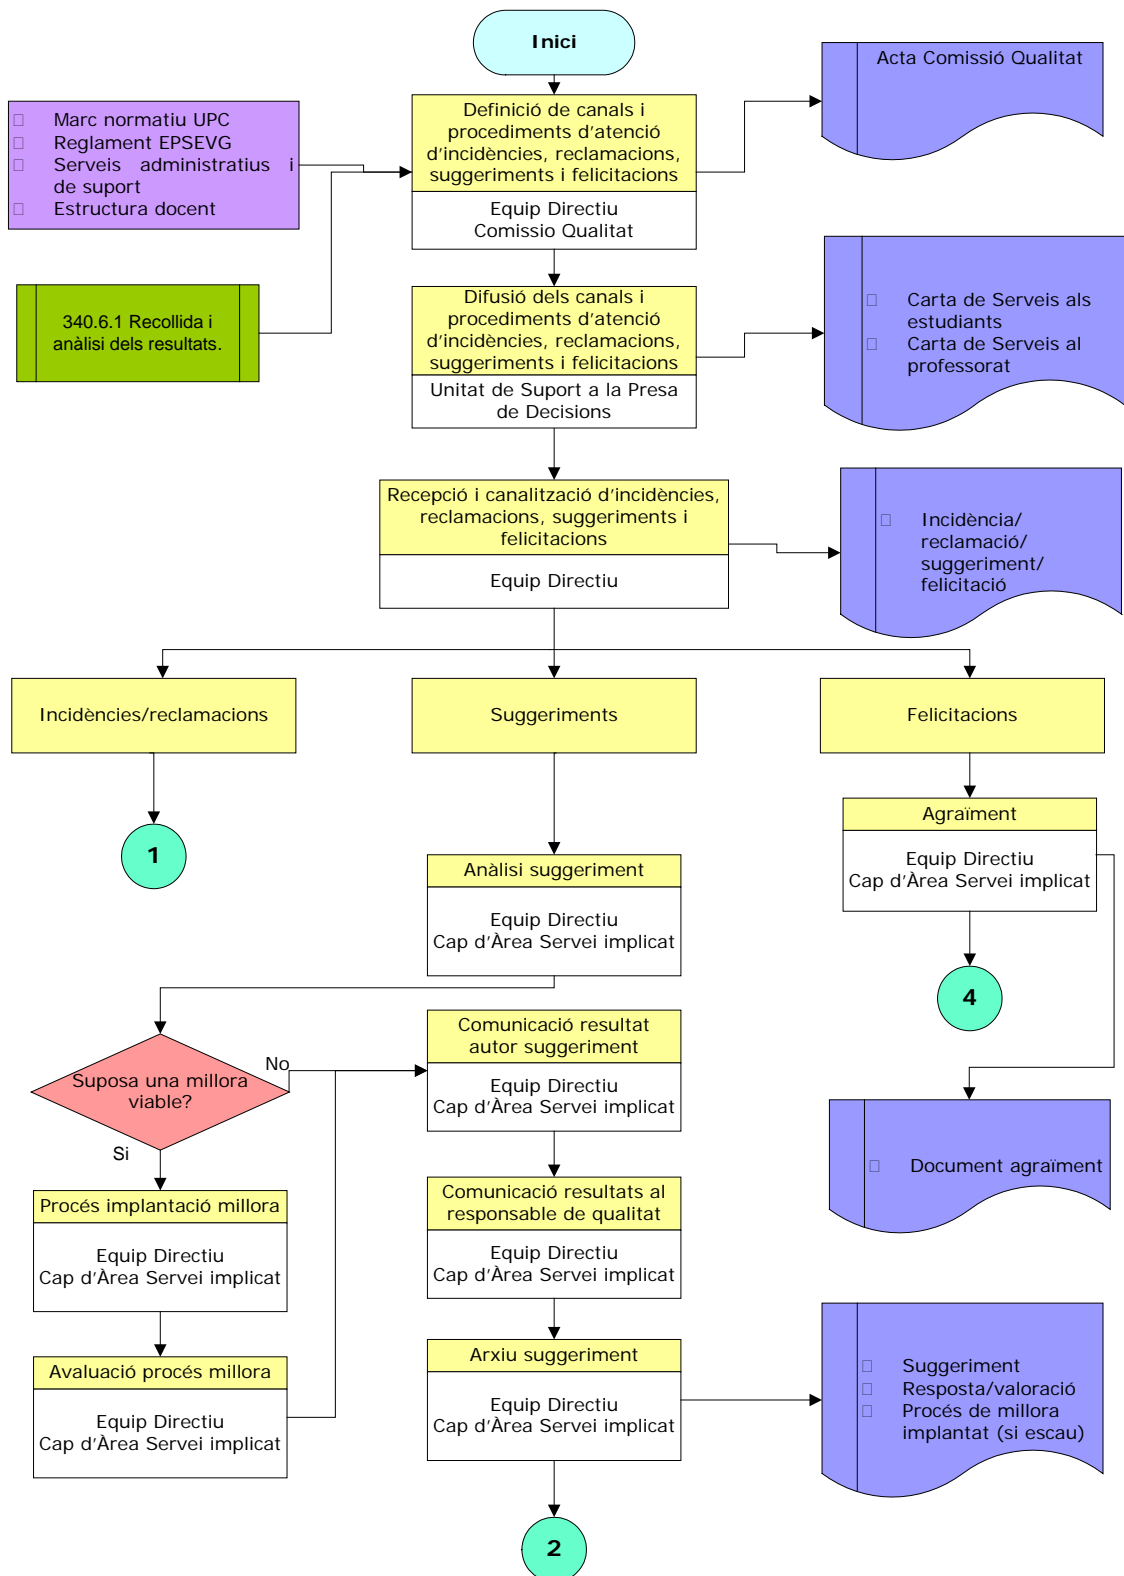 Inici
Acta Comissió Qualitat
Marc normatiu UPC
Reglament EPSEVG
Serveis administratius i
de suport
Estructura docent
Definició de canals i
procediments d'atenció
d'incidències, reclamacions,
suggeriments i felicitacions
Equip Directiu
Comissio Qualitat
340.6.1 Recollida i
anàlisi dels resultats.
Difusió dels canals i
procediments d'atenció
d'incidències, reclamacions,
suggeriments i felicitacions
Unitat de Suport a la Presa
de Decisions
Carta de Serveis als
estudiants
Carta de Serveis al
professorat
Recepció i canalització d'incidències,
reclamacions, suggeriments i
felicitacions
Equip Directiu
Incidència/
reclamació/
suggeriment/
felicitació
Incidències/reclamacions
Suggeriments
Felicitacions
1
Agraïment
Equip Directiu
Cap d'Àrea Servei implicat
4
Document agraïment
Anàlisi suggeriment
Equip Directiu
Cap d'Àrea Servei implicat
Suposa una millora
viable?
No
Si
Comunicació resultat
autor suggeriment
Equip Directiu
Cap d'Àrea Servei implicat
Procés implantació millora
Equip Directiu
Cap d'Àrea Servei implicat
Comunicació resultats al
responsable de qualitat
Equip Directiu
Cap d'Àrea Servei implicat
Avaluació procés millora
Equip Directiu
Cap d'Àrea Servei implicat
Arxiu suggeriment
Equip Directiu
Cap d'Àrea Servei implicat
Suggeriment
Resposta/valoració
Procés de millora
implantat (si escau)
2